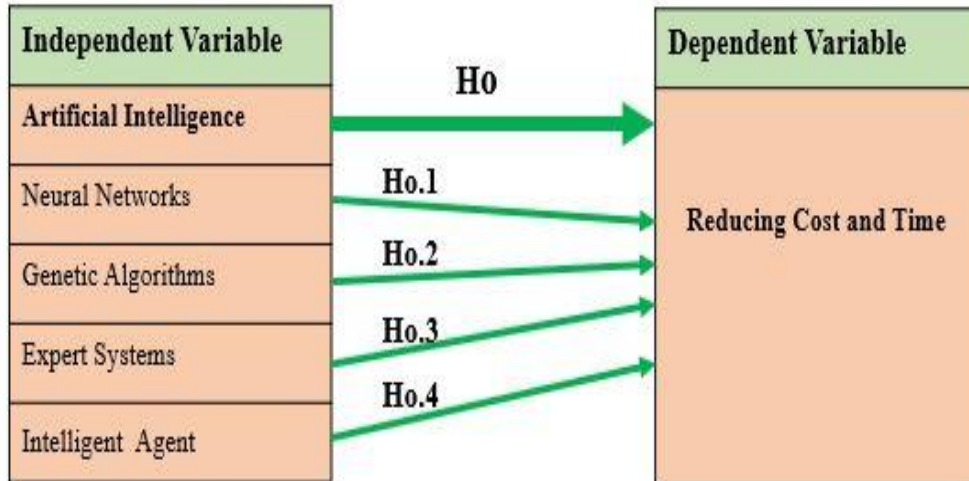 Independent Variable
Artificial Intelligence
Neural Networks
Genetic Algorithms
Expert Systems
Intelligent Agent
Ho
Ho.1
Ho.2
Ho.3
Ho.4
Dependent Variable
Reducing Cost and Time